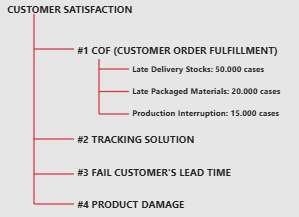 CUSTOMER SATISFACTION
#1 COF (CUSTOMER ORDER FULFILLMENT)
Late Delivery Stocks: 50.000 cases
Late Packaged Materials: 20.000 cases
Production Interruption: 15.000 cases
#2 TRACKING SOLUTION
#3 FAIL CUSTOMER'S LEAD TIME
#4 PRODUCT DAMAGE